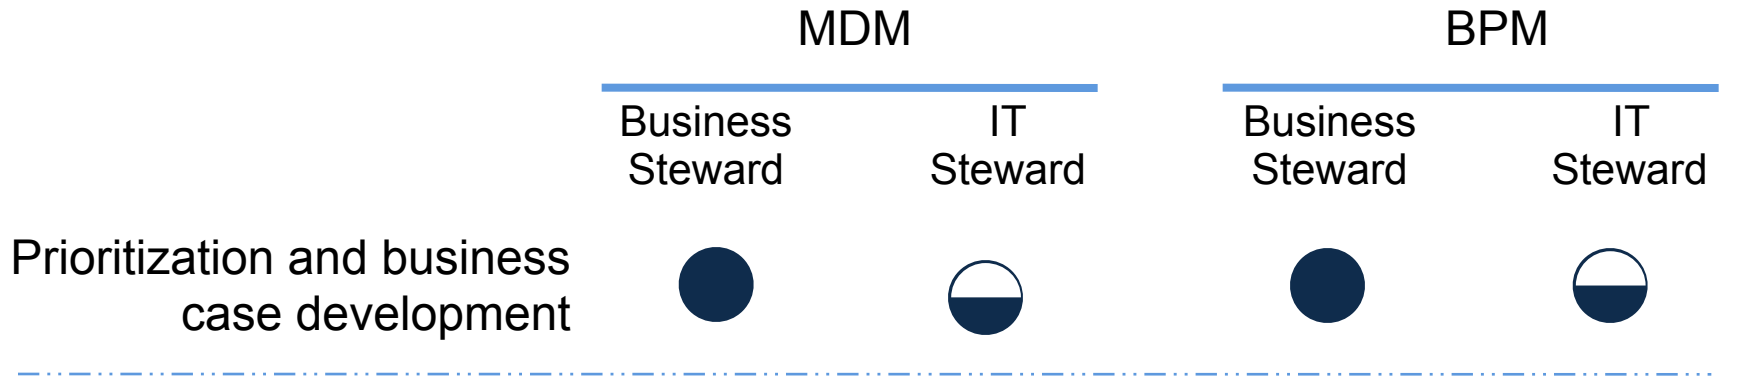 MDM BPM
Business IT Business IT
Steward Steward Steward Steward
Prioritization and business
case development